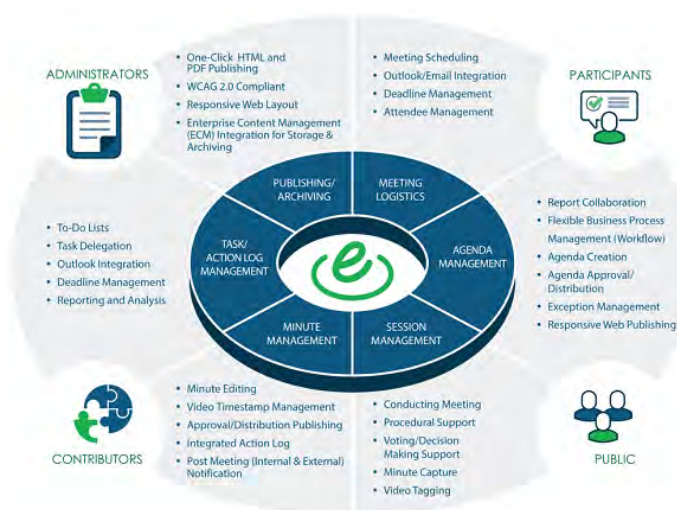 ADMINISTRATORS
• One-Click HTML and
PDF Publishing
• WCAG 2.0 Compliant
• Responsive Web Layout
• Enterprise Content Management
(ECM) Integration for Storage &
Archiving
• Meeting Scheduling
• Outlook/Email Integration
• Deadline Management
• Attendee Management
PARTICIPANTS
PUBLISHING/
ARCHIVING
MEETING
LOGISTICS
• To-Do Lists
• Task Delegation
• Outlook Integration
• Deadline Management
• Reporting and Analysis
TASK/
ACTION LOG
MANAGEMENT
e
AGENDA
MANAGEMENT
• Report Collaboration
• Flexible Business Process
Management (Workflow)
• Agenda Creation
• Agenda Approval/
Distribution
• Exception Management
• Responsive Web Publishing
MINUTE
MANAGEMENT
SESSION
MANAGEMENT
CONTRIBUTORS
• Minute Editing
• Video Timestamp Management
• Approval/Distribution Publishing
• Integrated Action Log
• Post Meeting (Internal & External)
Notification
• Conducting Meeting
• Procedural Support
• Voting/Decision
Making Support
• Minute Capture
• Video Tagging
PUBLIC